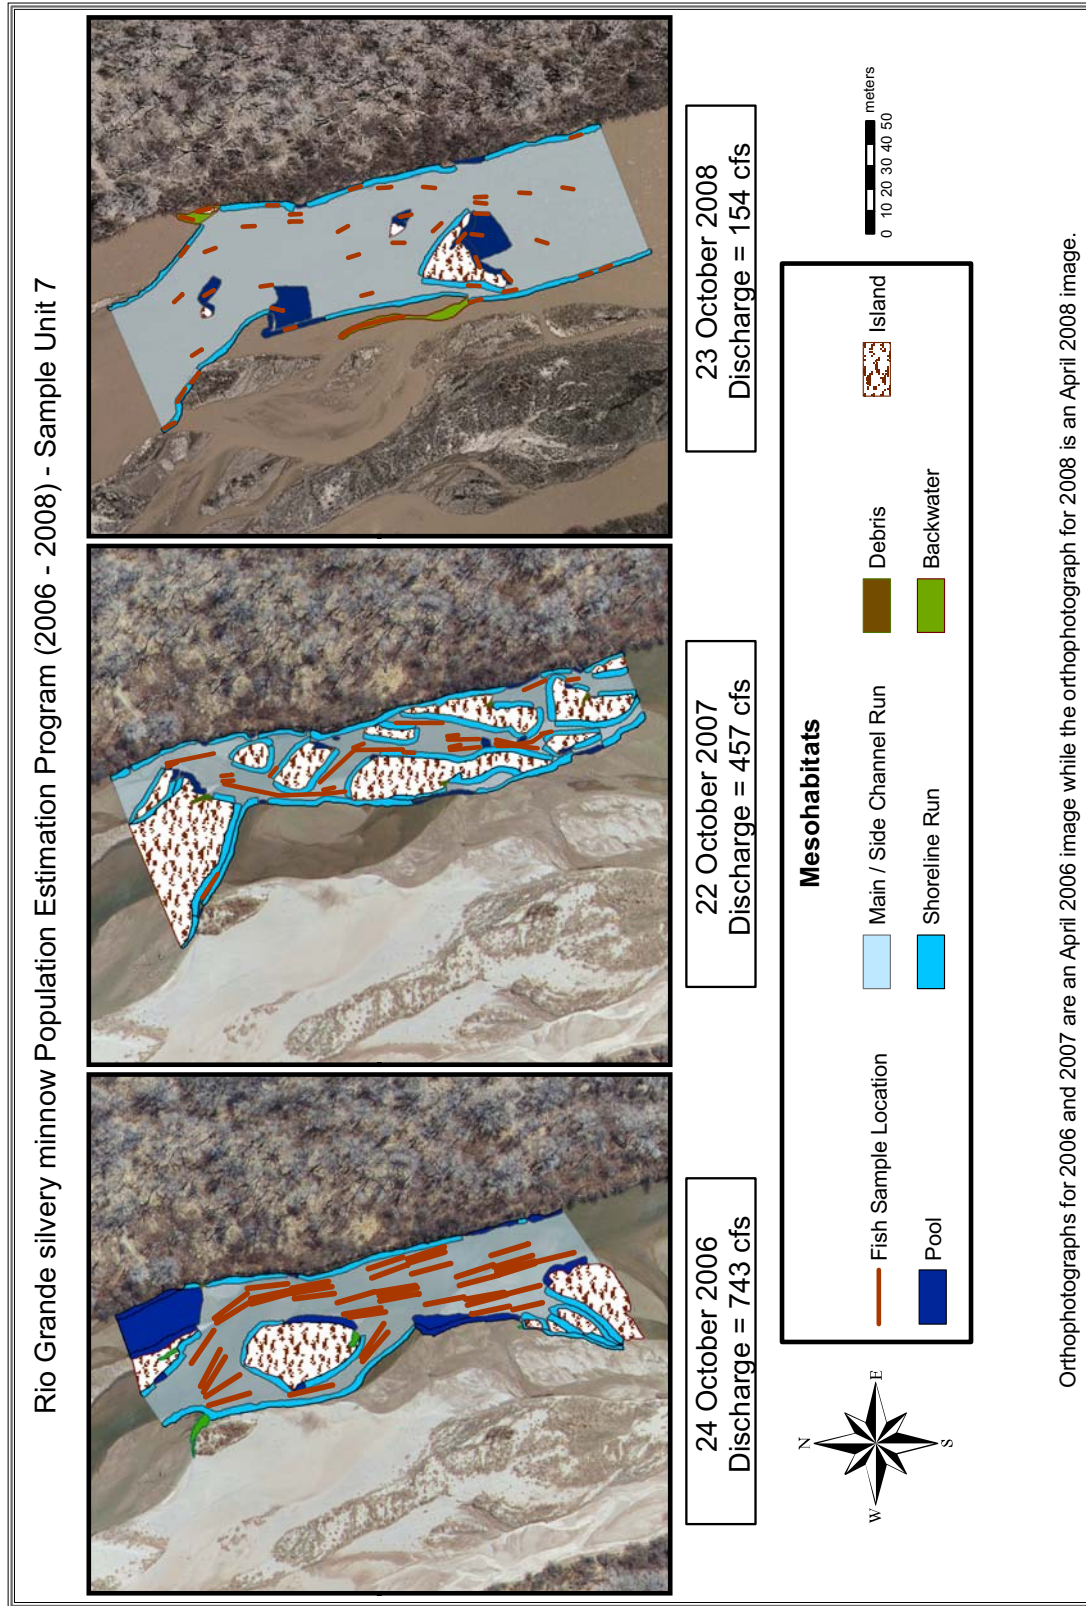 Rio Grande silvery minnow Population Estimation Program (2006 - 2008) - Sample Unit 7
24 October 2006
Discharge = 743 cfs
22 October 2007
Discharge = 457 cfs
23 October 2008
Discharge = 154 cfs
N
W
E
S
Mesohabitats
Fish Sample Location
Main / Side Channel Run
Debris
Island
Pool
Shoreline Run
Backwater
0 10 20 30 40 50
meters
Orthophotographs for 2006 and 2007 are an April 2006 image while the orthophotograph for 2008 is an April 2008 image.